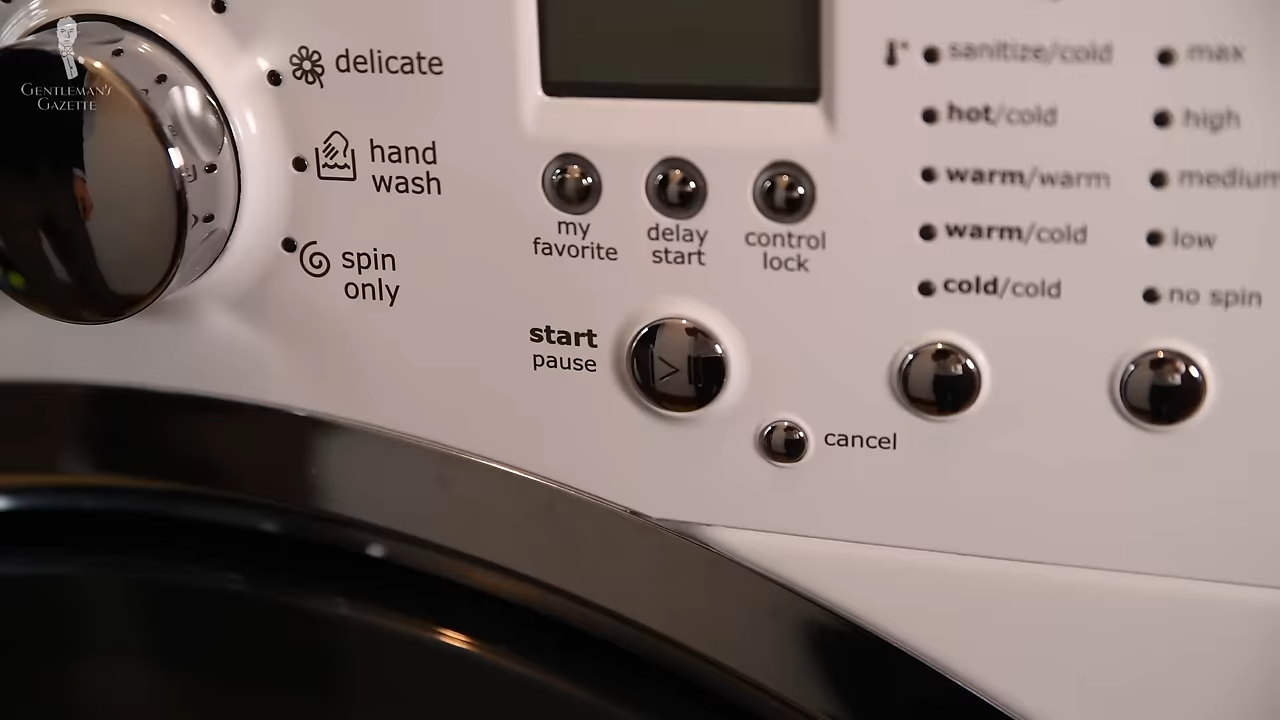 GENTLEMAN'S
GAZETTE
delicate
hand
wash
spin
only
my
favorite
delay
start
control
lock
start
pause
cancel
sanitize/cold
hot/cold
warm/warm
warm/cold
cold/cold
max
high
medium
low
no spin